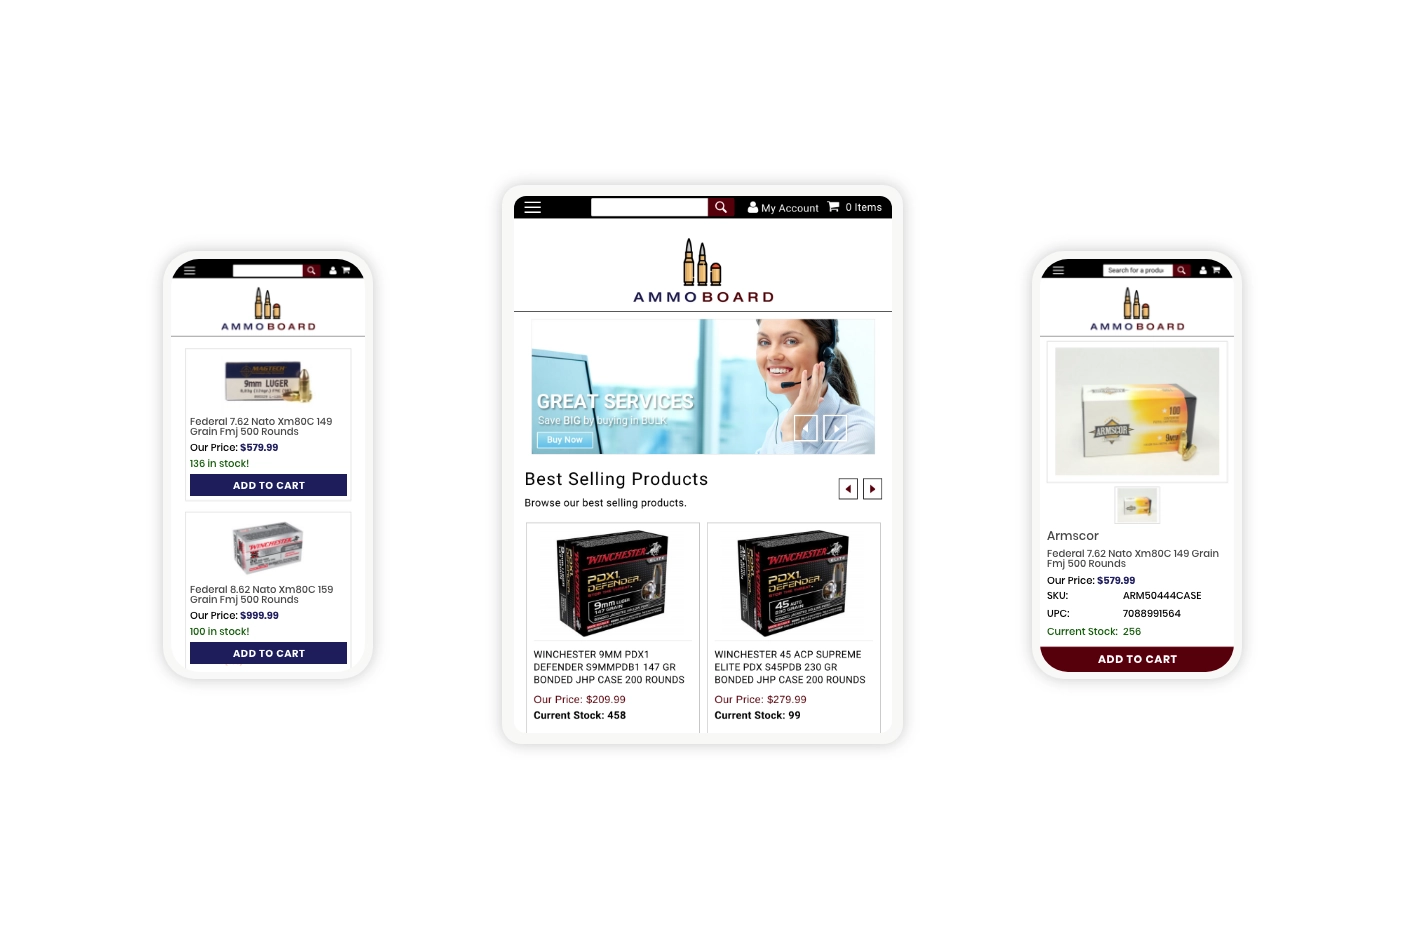 AMMOBOARD
MAGTECH
9mm LUGER
Federal 7.62 Nato Xm80C 149
Grain Fmj 500 Rounds
Our Price: $579.99
136 in stock!
ADD TO CART
WINCHESTER
Federal 8.62 Nato Xm80C 159
Grain Fmj 500 Rounds
Our Price: $999.99
100 in stock!
ADD TO CART
My Account
0 Items
AMMOBOARD
GREAT SERVICES
Save BIG by buying in BULK
Buy Now
Best Selling Products
Browse our best selling products.
WINCHESTER
ELITE
PDX1
DEFENDER
9mm LUGER
147 GRAIN
WINCHESTER 9MM PDX1
DEFENDER S9MMPDB1 147 GR
BONDED JHP CASE 200 ROUNDS
Our Price: $209.99
Current Stock: 458
WINCHESTER
ELITE
PDX1
DEFENDER
45 AUTO
230 GRAIN
WINCHESTER 45 ACP SUPREME
ELITE PDX S45PDB 230 GR
BONDED JHP CASE 200 ROUNDS
Our Price: $279.99
Current Stock: 99
Search for a produ
AMMOBOARD
100
ARMSCOR
9mm
Armscor
Federal 7.62 Nato Xm80C 149 Grain
Fmj 500 Rounds
Our Price: $579.99
SKU: ARM50444CASE
UPC: 7088991564
Current Stock: 256
ADD TO CART